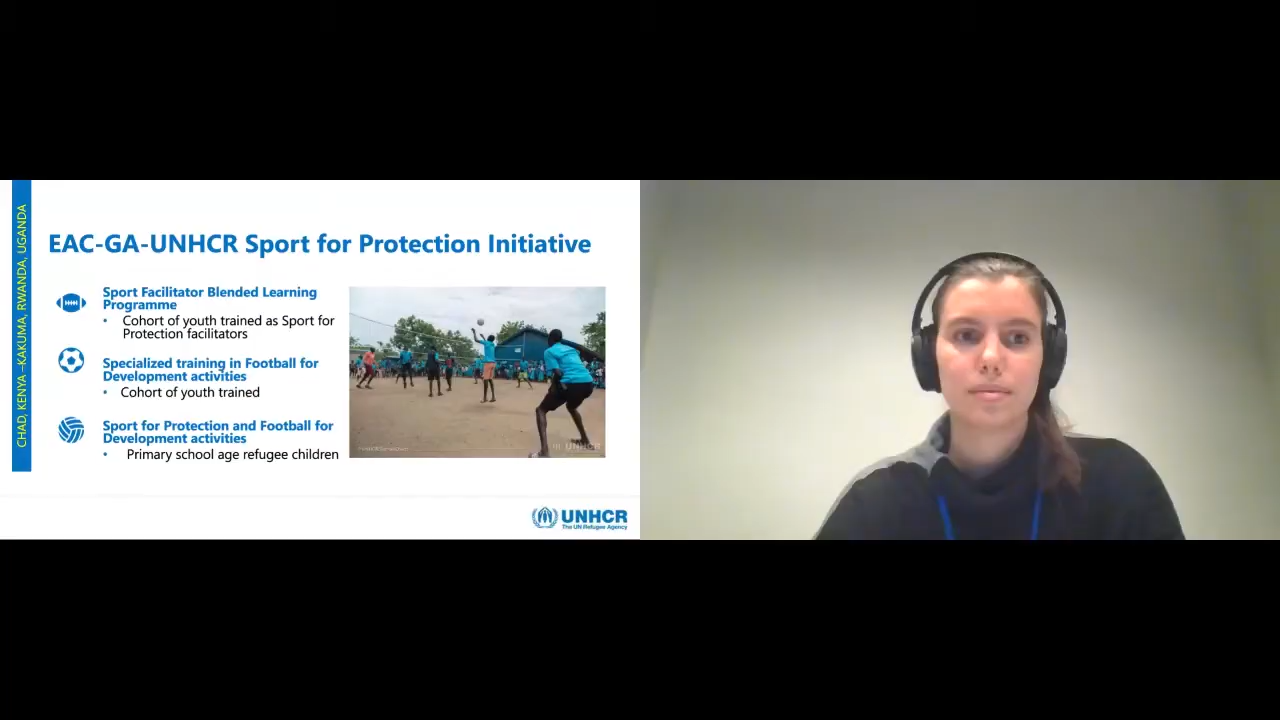 CHAD, KENYA –KAKUMA, RWANDA, UGANDA
EAC-GA-UNHCR Sport for Protection Initiative
Sport Facilitator Blended Learning
Programme
• Cohort of youth trained as Sport for
Protection facilitators
Specialized training in Football for
Development activities
• Cohort of youth trained
Sport for Protection and Football for
Development activities
• Primary school age refugee children
UNHCR
UNHCR
The UN Refugee Agency